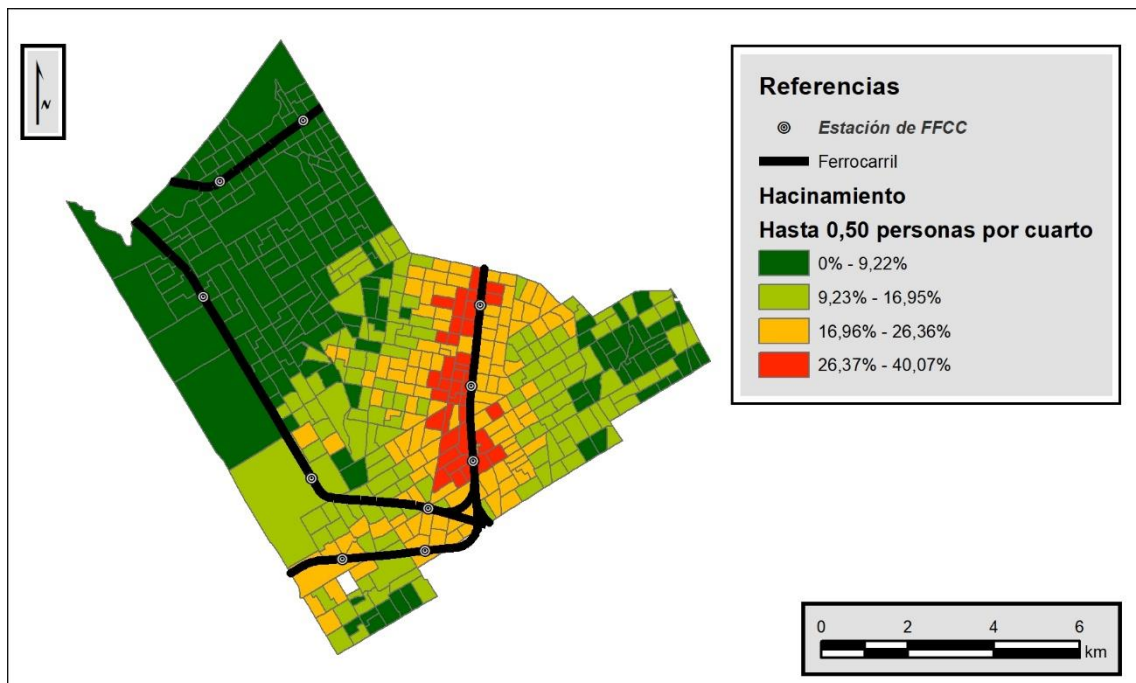 N
Referencias
Estación de FFCC
Ferrocarril
Hacinamiento
Hasta 0,50 personas por cuarto
0% - 9,22%
9,23% - 16,95%
16,96% - 26,36%
26,37% - 40,07%
0 2 4 6
km